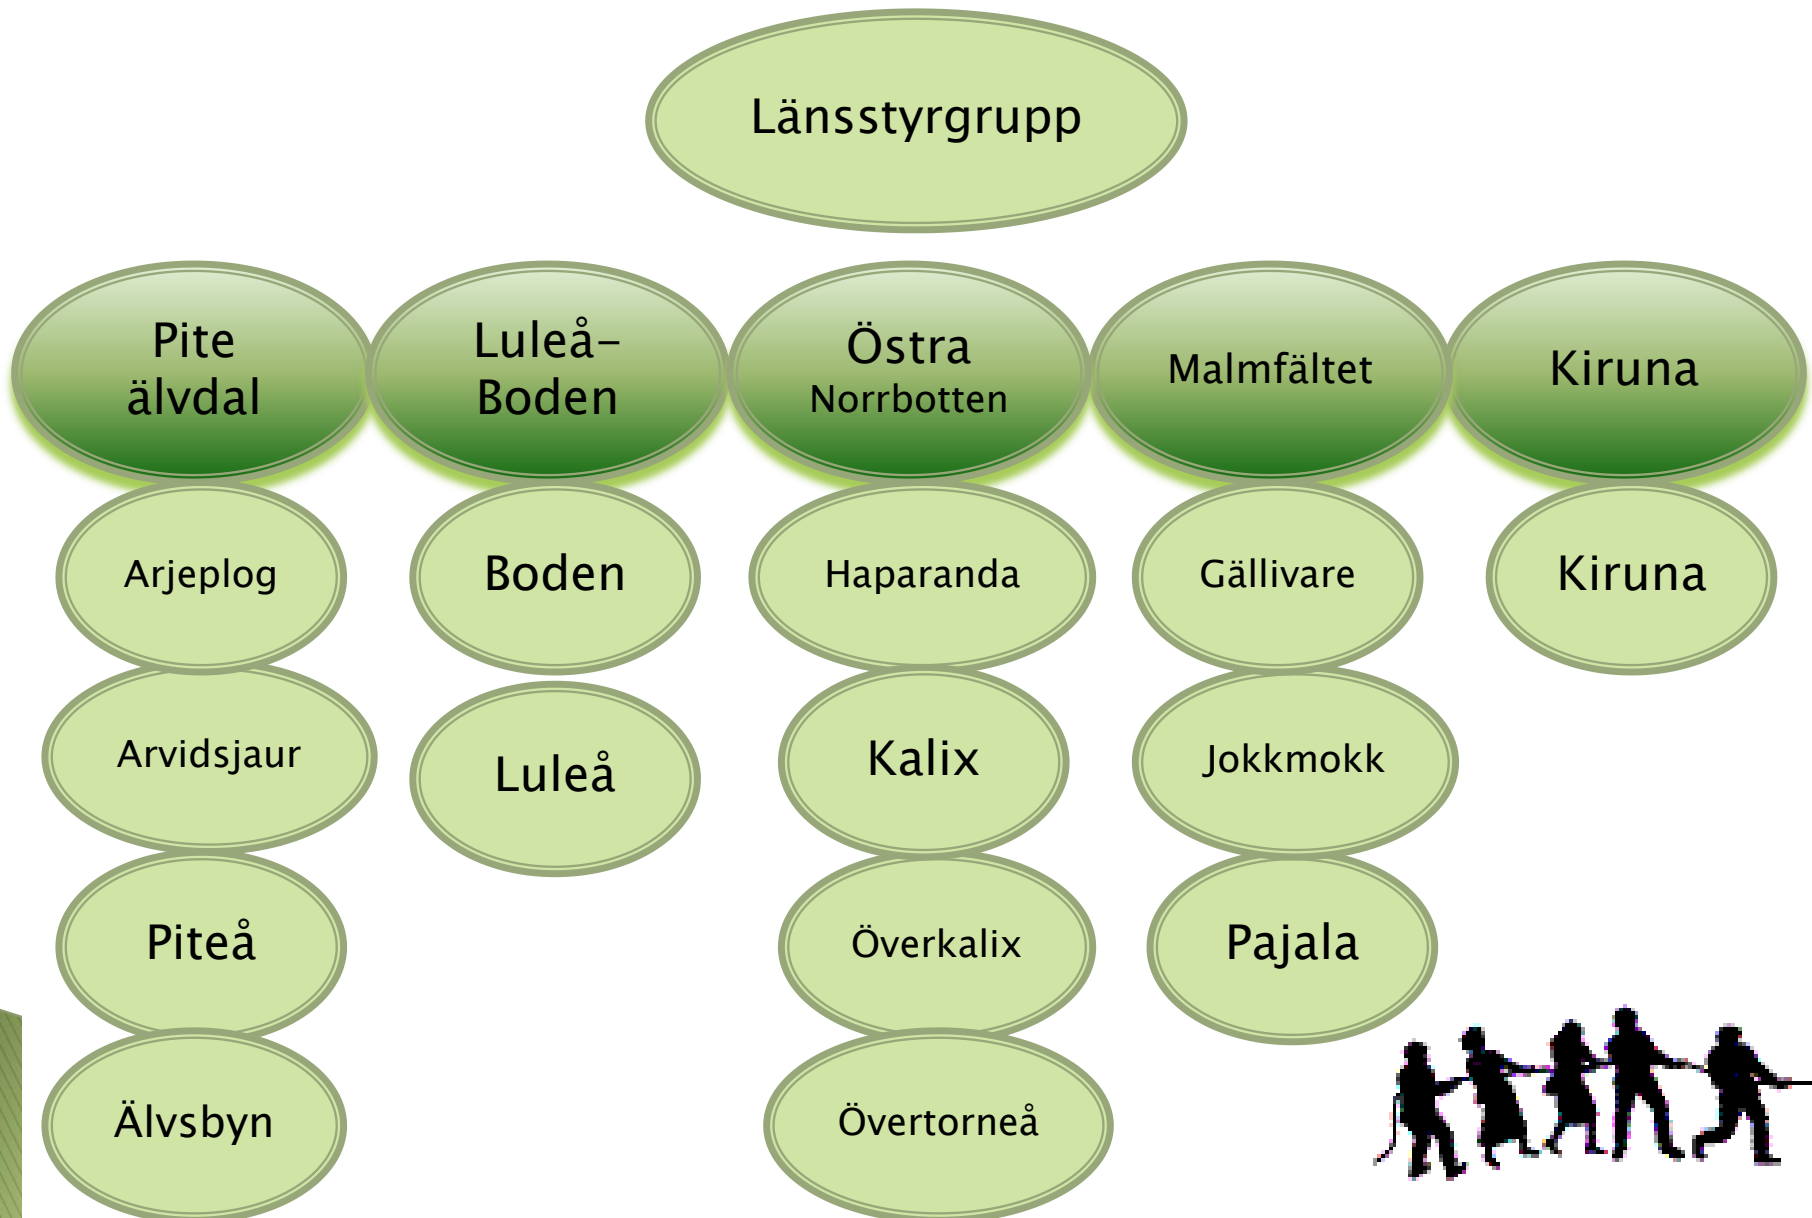 Länsstyrgrupp
Pite
älvdal
Luleå-
Boden
Östra
Norrbotten
Malmfältet
Kiruna
Arjeplog
Boden
Haparanda
Gällivare
Kiruna
Arvidsjaur
Luleå
Kalix
Jokkmokk
Piteå
Överkalix
Pajala
Älvsbyn
Övertorneå